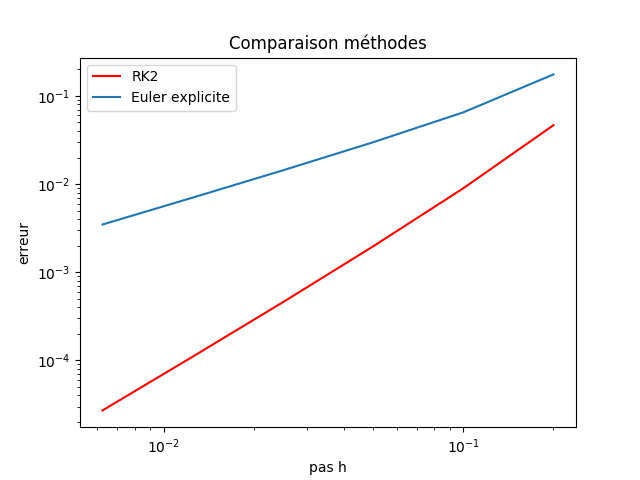 Comparaison méthodes
RK2
Euler explicite
10⁻¹
10⁻²
10⁻³
10⁻⁴
erreur
10⁻² 10⁻¹
pas h